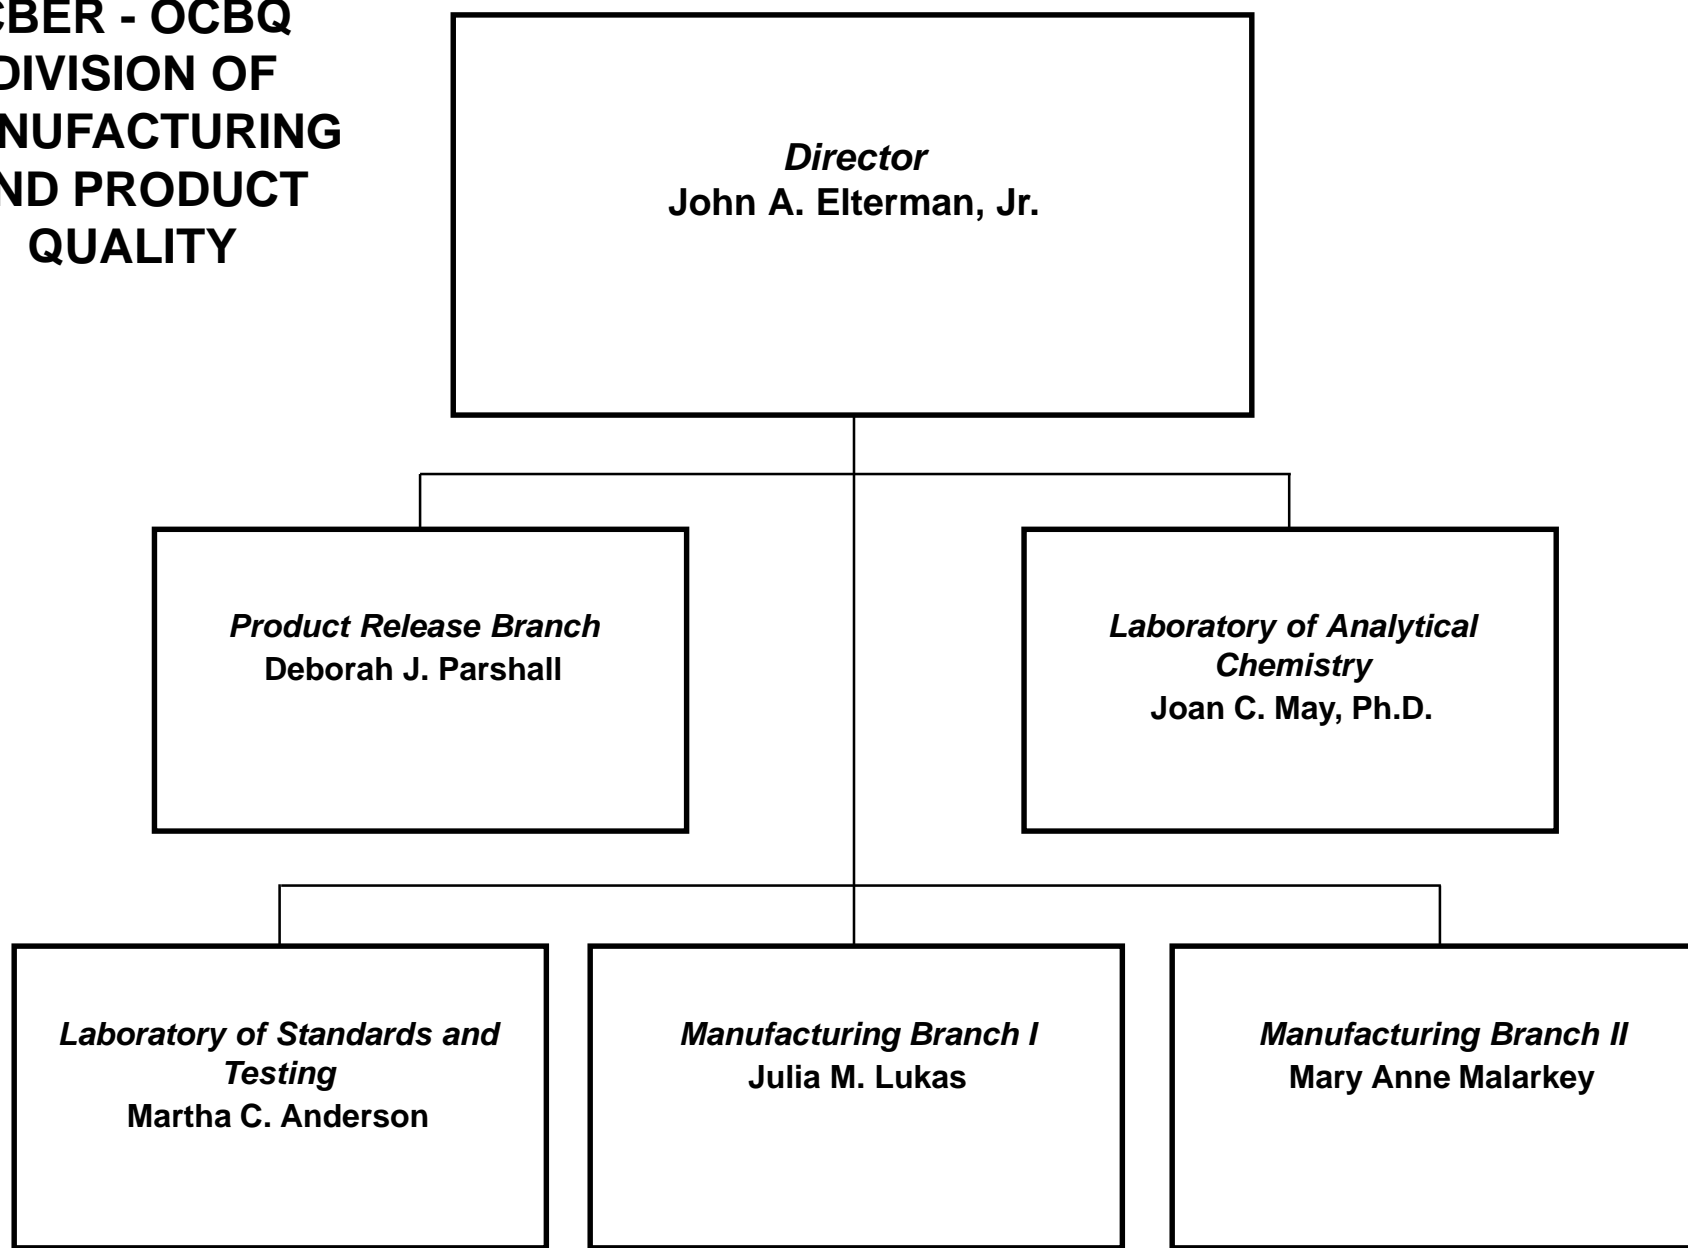 CBER - OCBQ
DIVISION OF
NUFACTURING
ND PRODUCT
QUALITY
Director
John A. Elterman, Jr.
Product Release Branch
Deborah J. Parshall
Laboratory of Analytical
Chemistry
Joan C. May, Ph.D.
Laboratory of Standards and
Testing
Martha C. Anderson
Manufacturing Branch I
Julia M. Lukas
Manufacturing Branch II
Mary Anne Malarkey